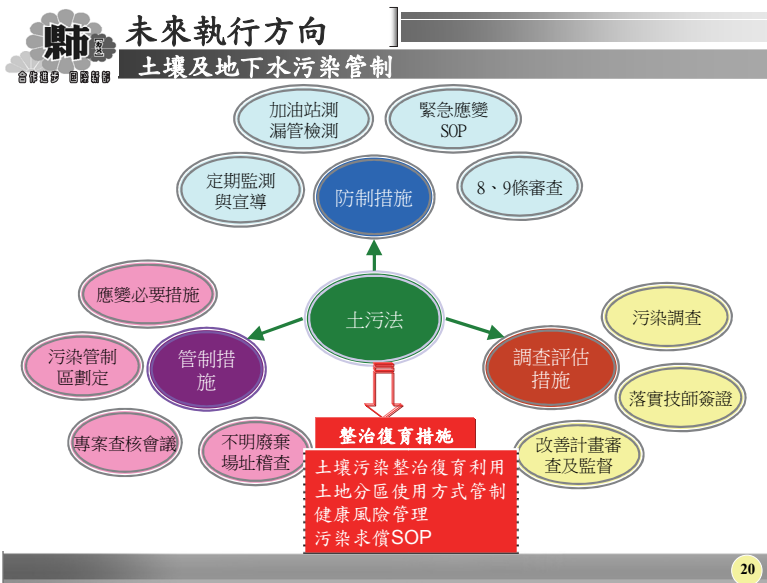 縣市
合作進步
未來執行方向
土壤及地下水污染管制
加油站測
漏管檢測
緊急應變
SOP
定期監測
與宣導
防制措施
8、9條審查
應變必要措施
土污法
污染調查
污染管制
區劃定
管制措
施
調查評估
措施
落實技師簽證
專案查核會議
不明廢棄
場址稽查
整治復育措施
改善計畫審
查及監督
土壤污染整治復育利用
土地分區使用方式管制
健康風險管理
污染求償SOP
20